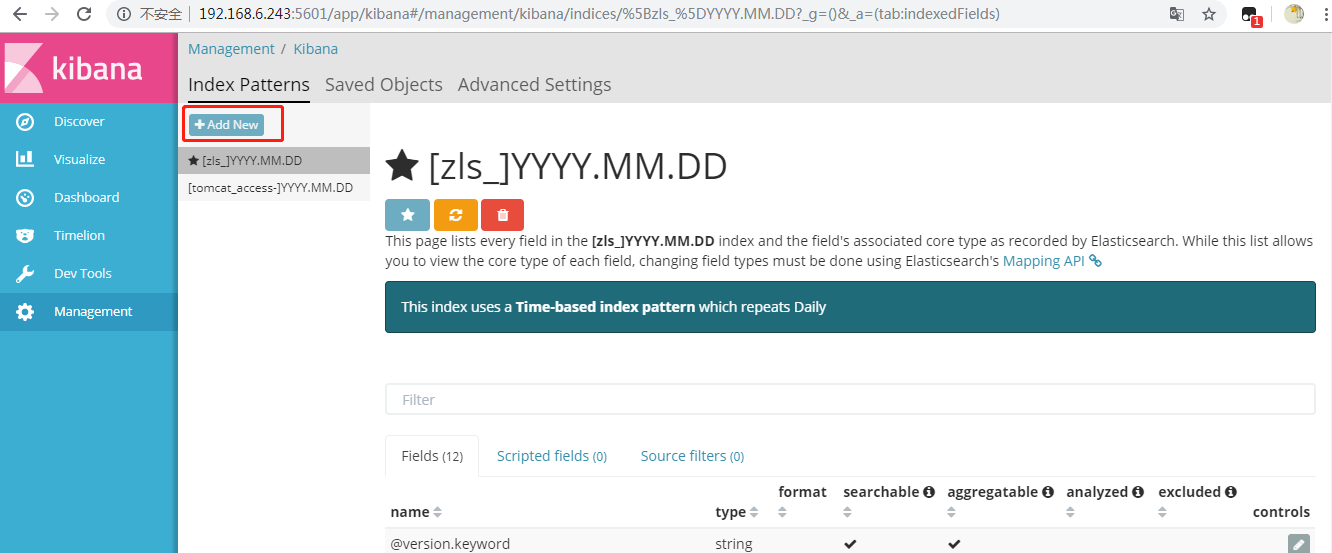 不安全 192.168.6.243:5601/app/kibana#/management/kibana/indices/%5Bzls_%5DYYYY.MM.DD?_g=()&_a=(tab:indexedFields)
1
kibana
Management / Kibana
Index Patterns Saved Objects Advanced Settings
Discover
Visualize
Dashboard
Timelion
Dev Tools
Management
+ Add New
★ [zls_]YYYY.MM.DD
[tomcat_access-]YYYY.MM.DD
★ [zls_]YYYY.MM.DD
This page lists every field in the [zls_]YYYY.MM.DD index and the field's associated core type as recorded by Elasticsearch. While this list allows
you to view the core type of each field, changing field types must be done using Elasticsearch's Mapping API
This index uses a Time-based index pattern which repeats Daily
Filter
Fields (12) Scripted fields (0) Source filters (0)
name type format searchable aggregatable analyzed excluded controls
@version.keyword string ✔ ✔